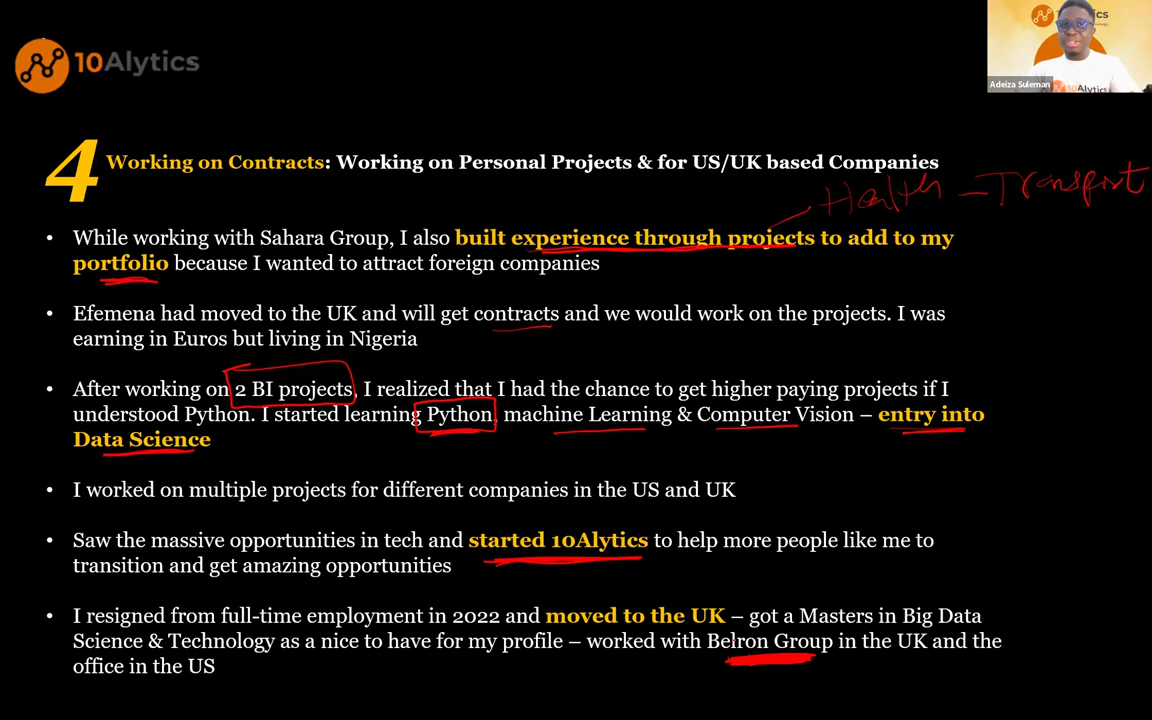 10Alytics
Adeiza Suleman
4 Working on Contracts: Working on Personal Projects & for US/UK based Companies
Health - Transport
• While working with Sahara Group, I also built experience through projects to add to my
portfolio because I wanted to attract foreign companies
• Efemena had moved to the UK and will get contracts and we would work on the projects. I was
earning in Euros but living in Nigeria
• After working on 2 BI projects, I realized that I had the chance to get higher paying projects if I
understood Python. I started learning Python, machine Learning & Computer Vision – entry into
Data Science
• I worked on multiple projects for different companies in the US and UK
• Saw the massive opportunities in tech and started 10Alytics to help more people like me to
transition and get amazing opportunities
• I resigned from full-time employment in 2022 and moved to the UK – got a Masters in Big Data
Science & Technology as a nice to have for my profile – worked with Belron Group in the UK and the
office in the US